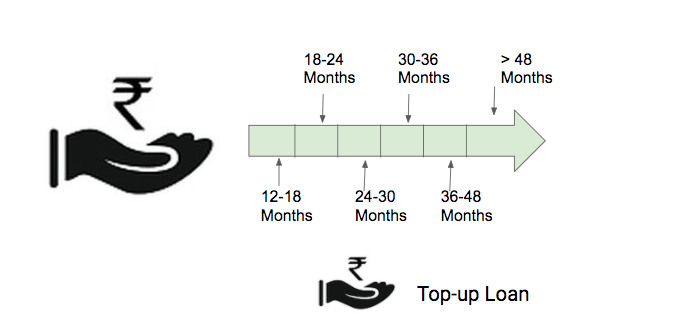 18-24
Months
30-36
Months
> 48
Months
12-18
Months
24-30
Months
36-48
Months
₹
₹
Top-up Loan